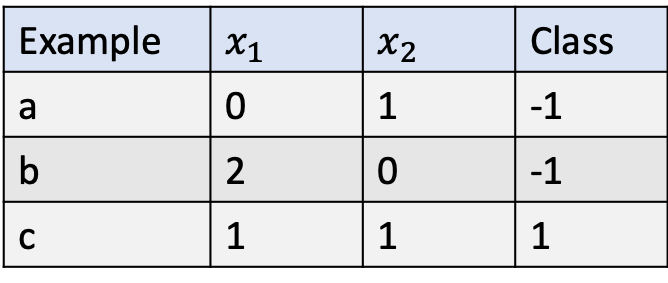 Example x₁ x₂ Class
a 0 1 -1
b 2 0 -1
c 1 1 1